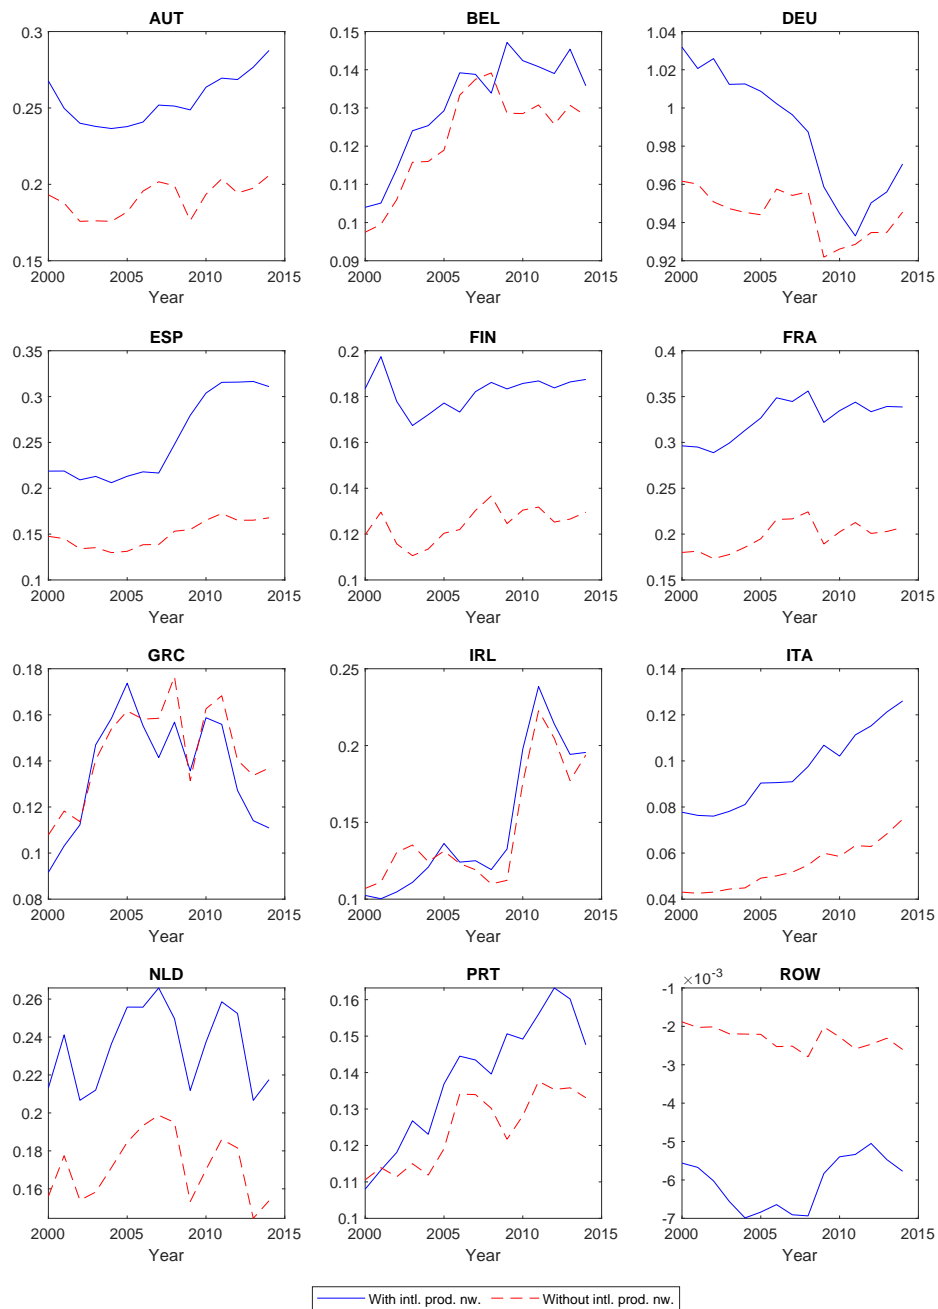 AUT BEL DEU
0.3 0.15 1.04
0.14 1.02
0.25 0.13 1
0.12 0.98
0.2 0.11 0.96
0.1 0.94
0.15 0.09 0.92
2000 2005 2010 2015 2000 2005 2010 2015 2000 2005 2010 2015
Year Year Year
ESP FIN FRA
0.35 0.2 0.4
0.3 0.18 0.35
0.25 0.16 0.3
0.2 0.14 0.25
0.15 0.12 0.2
0.1 0.1 0.15
2000 2005 2010 2015 2000 2005 2010 2015 2000 2005 2010 2015
Year Year Year
GRC IRL ITA
0.18 0.25 0.14
0.16 0.12
0.14 0.2 0.1
0.12 0.15 0.08
0.1 0.06
0.08 0.1 0.04
2000 2005 2010 2015 2000 2005 2010 2015 2000 2005 2010 2015
Year Year Year
NLD PRT ROW
×10-3
0.26 0.16 -1
0.24 0.15 -2
0.22 0.14 -3
0.2 0.13 -4
0.18 0.12 -5
0.16 0.11 -6
0.1 -7
2000 2005 2010 2015 2000 2005 2010 2015 2000 2005 2010 2015
Year Year Year
With intl. prod. nw. Without intl. prod. nw.